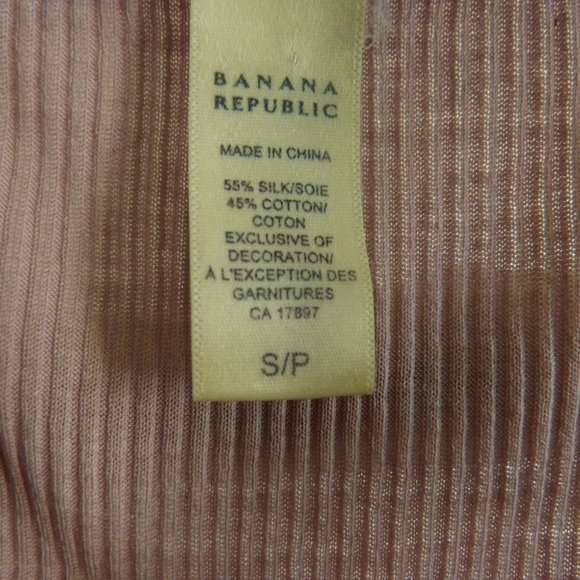 BANANA
REPUBLIC
MADE IN CHINA
55% SILK/SOIE
45% COTTON/
COTON
EXCLUSIVE OF
DECORATION/
À L'EXCEPTION DES
GARNITURES
CA 17897
S/P